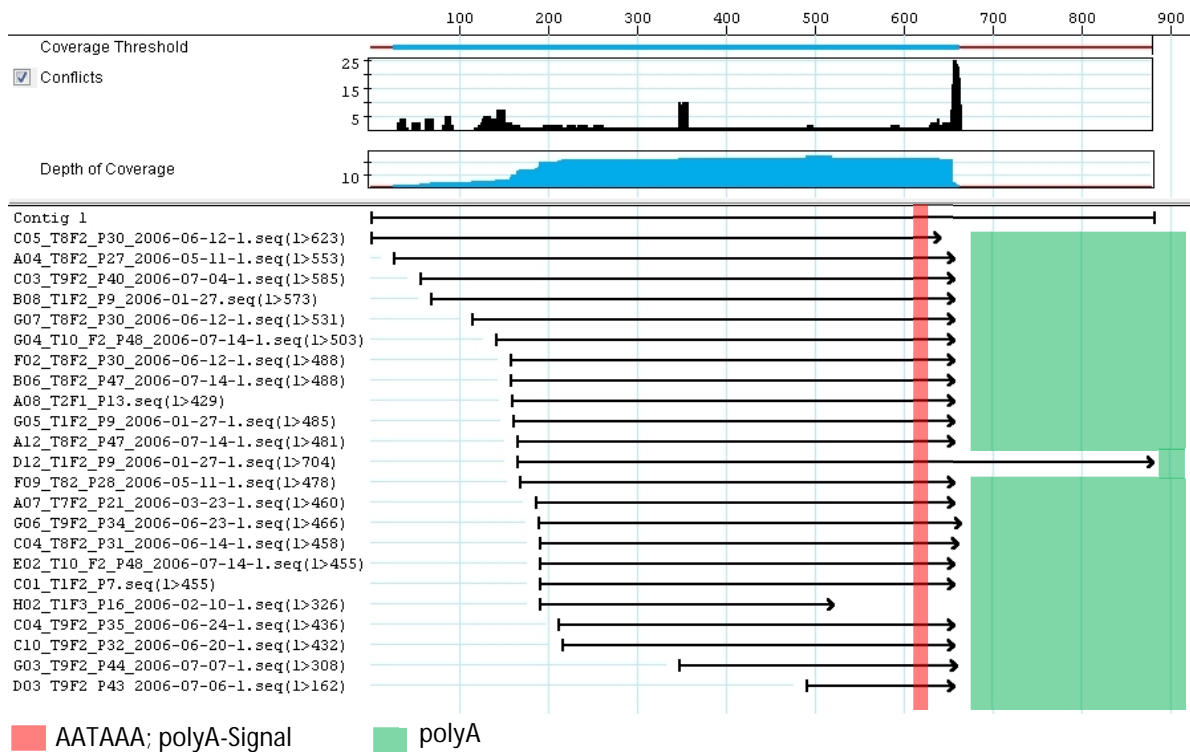 100 200 300 400 500 600 700 800 900
Coverage Threshold
Conflicts
25
15
5
Depth of Coverage
10
Contig 1
C05_T8F2_P30_2006-06-12-1.seq(1>623)
A04_T8F2_P27_2006-05-11-1.seq(1>553)
C03_T9F2_P40_2006-07-04-1.seq(1>585)
B08_T1F2_P9_2006-01-27.seq(1>573)
G07_T8F2_P30_2006-06-12-1.seq(1>531)
G04_T10_F2_P48_2006-07-14-1.seq(1>503)
F02_T8F2_P30_2006-06-12-1.seq(1>488)
B06_T8F2_P47_2006-07-14-1.seq(1>488)
A08_T2F1_P13.seq(1>429)
G05_T1F2_P9_2006-01-27-1.seq(1>485)
A12_T8F2_P47_2006-07-14-1.seq(1>481)
D12_T1F2_P9_2006-01-27-1.seq(1>704)
F09_T82_P28_2006-05-11-1.seq(1>478)
A07_T7F2_P21_2006-03-23-1.seq(1>460)
G06_T9F2_P34_2006-06-23-1.seq(1>466)
C04_T8F2_P31_2006-06-14-1.seq(1>458)
E02_T10_F2_P48_2006-07-14-1.seq(1>455)
C01_T1F2_P7.seq(1>455)
H02_T1F3_P16_2006-02-10-1.seq(1>326)
C04_T9F2_P35_2006-06-24-1.seq(1>436)
C10_T9F2_P32_2006-06-20-1.seq(1>432)
G03_T9F2_P44_2006-07-07-1.seq(1>308)
D03 T9F2 P43 2006-07-06-1.seq(1>162)
AATAAA; polyA-Signal polyA